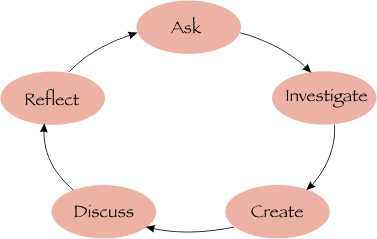 Ask
Investigate
Create
Discuss
Reflect